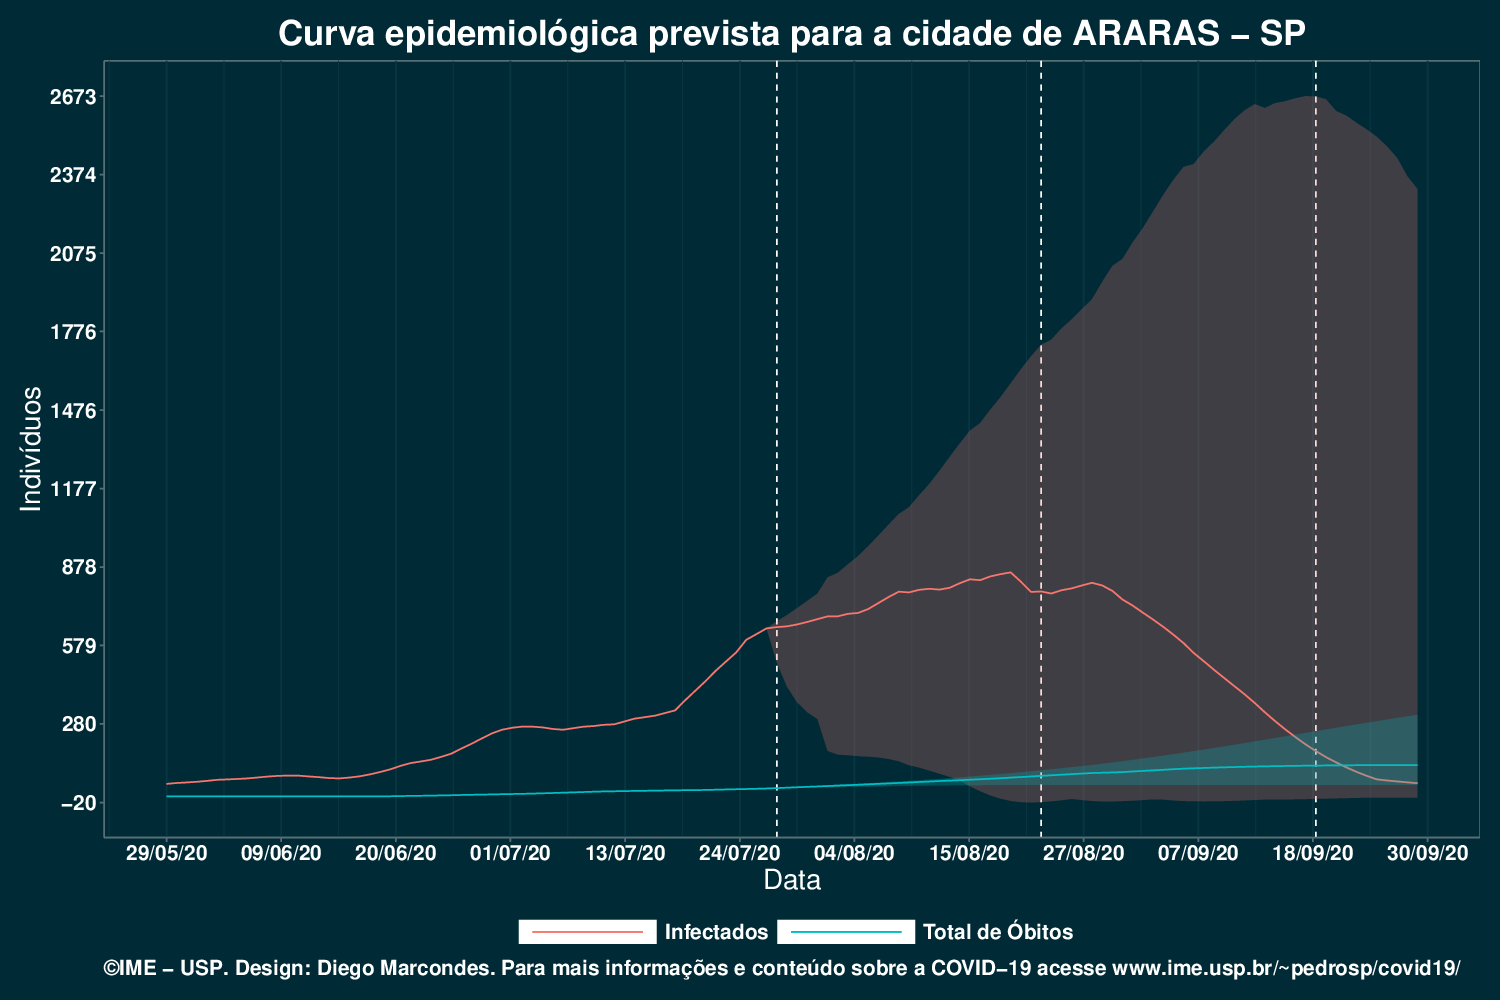 Curva epidemiológica prevista para a cidade de ARARAS – SP
2673
2374
2075
1776
1476
1177
878
579
280
−20
Indivíduos
29/05/20 09/06/20 20/06/20 01/07/20 13/07/20 24/07/20 04/08/20 15/08/20 27/08/20 07/09/20 18/09/20 30/09/20
Data
Infectados Total de Óbitos
©IME – USP. Design: Diego Marcondes. Para mais informações e conteúdo sobre a COVID−19 acesse www.ime.usp.br/~pedrosp/covid19/